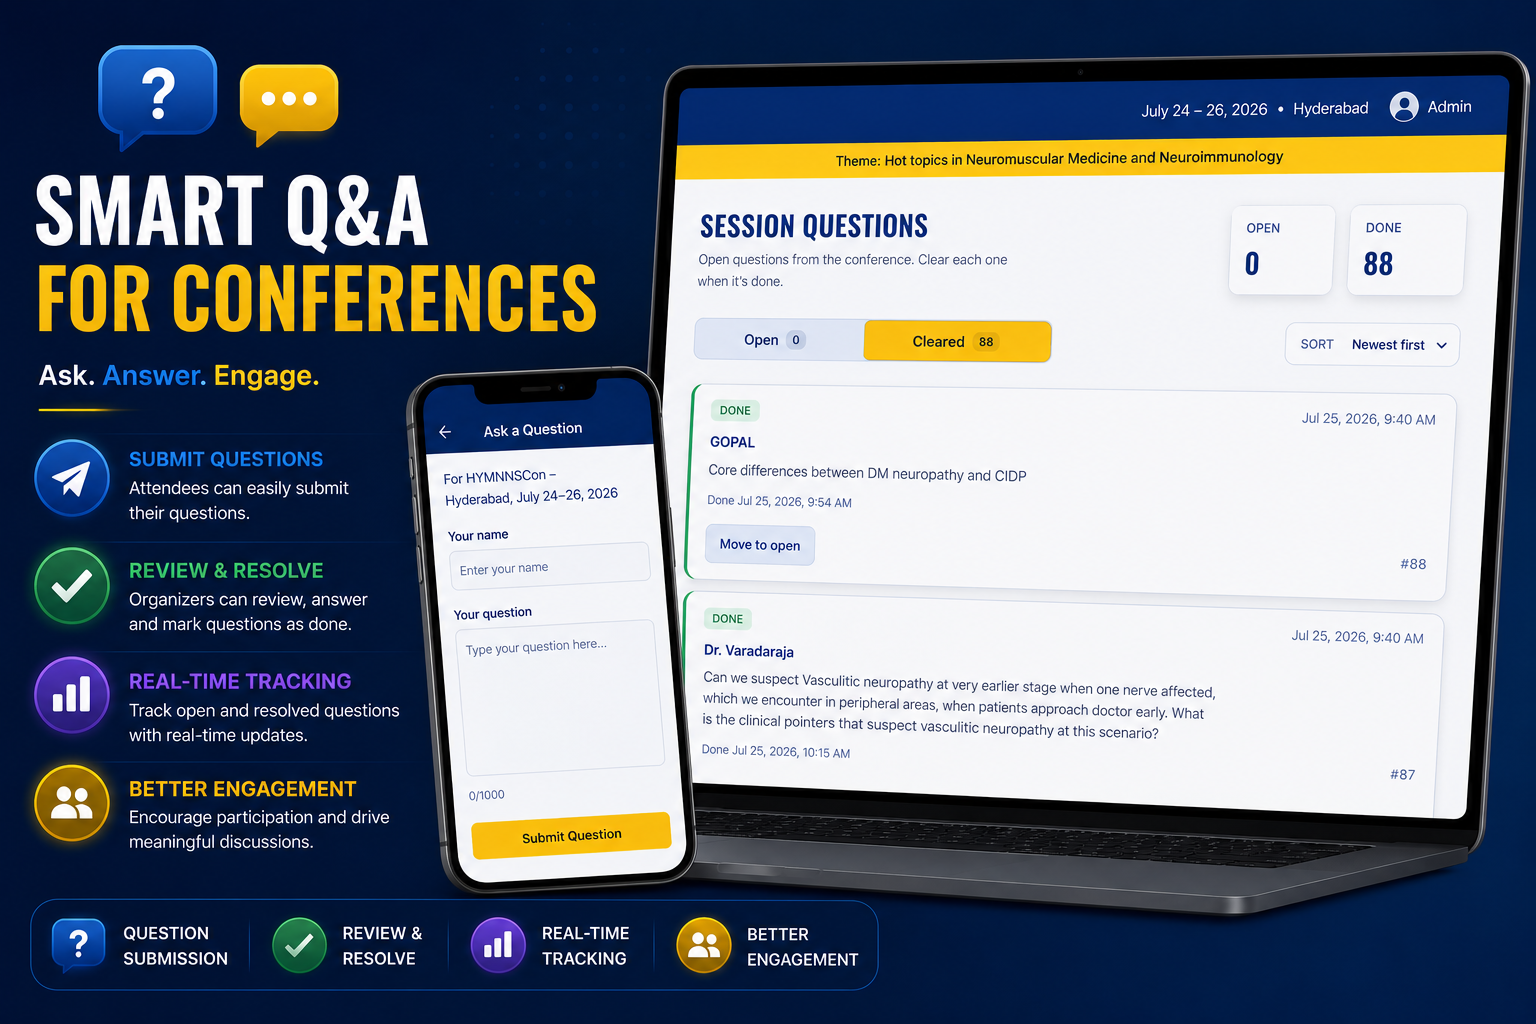 ?
SMART Q&A
FOR CONFERENCES
Ask. Answer. Engage.
SUBMIT QUESTIONS
Attendees can easily submit
their questions.
REVIEW & RESOLVE
Organizers can review, answer
and mark questions as done.
REAL-TIME TRACKING
Track open and resolved questions
with real-time updates.
BETTER ENGAGEMENT
Encourage participation and drive
meaningful discussions.
Ask a Question
For HYMNNSCon –
Hyderabad, July 24–26, 2026
Your name
Enter your name
Your question
Type your question here...
0/1000
Submit Question
July 24 – 26, 2026 • Hyderabad Admin
Theme: Hot topics in Neuromuscular Medicine and Neuroimmunology
SESSION QUESTIONS
Open questions from the conference. Clear each one
when it's done.
OPEN
0
DONE
88
Open 0
Cleared 88
SORT Newest first
DONE
Jul 25, 2026, 9:40 AM
GOPAL
Core differences between DM neuropathy and CIDP
Done Jul 25, 2026, 9:54 AM
Move to open
#88
DONE
Jul 25, 2026, 9:40 AM
Dr. Varadaraja
Can we suspect Vasculitic neuropathy at very earlier stage when one nerve affected,
which we encounter in peripheral areas, when patients approach doctor early. What
is the clinical pointers that suspect vasculitic neuropathy at this scenario?
Done Jul 25, 2026, 10:15 AM
#87
?
QUESTION
SUBMISSION
REVIEW &
RESOLVE
REAL-TIME
TRACKING
BETTER
ENGAGEMENT